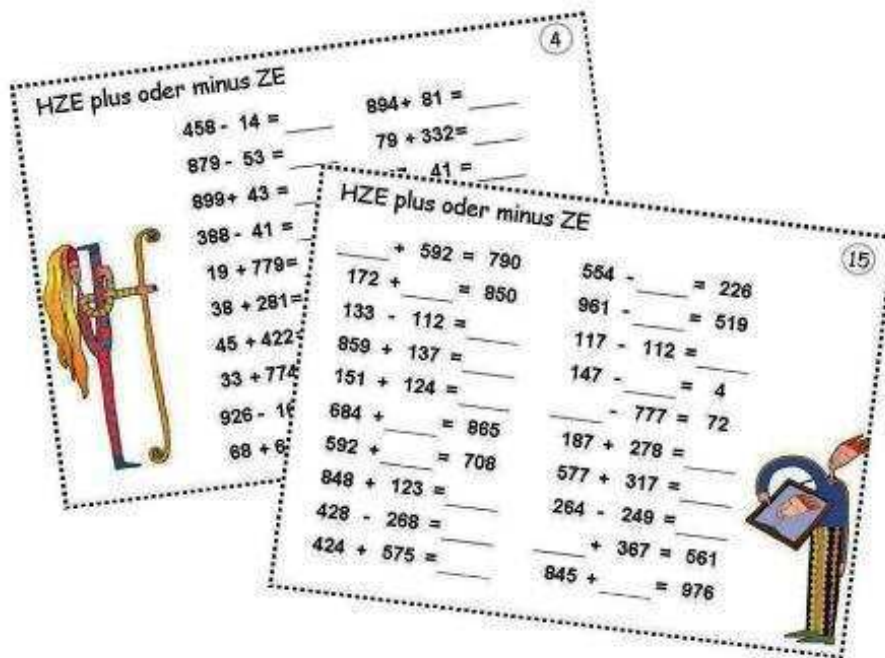 4
HZE plus oder minus ZE
458 - 14 = ____
879 - 53 = ____
899 + 43 =
388 - 41 =
19 + 779 =
38 + 281 =
45 + 422 =
33 + 774
926 - 16
68 + 6
894 + 81 = ____
79 + 332 = ____
41 = ____
15
HZE plus oder minus ZE
____ + 592 = 790
172 + ____ = 850
133 - 112 = ____
859 + 137 = ____
151 + 124 = ____
684 + ____ = 865
592 + ____ = 708
848 + 123 = ____
428 - 268 = ____
424 + 575 = ____
554 - ____ = 226
961 - ____ = 519
117 - 112 = ____
147 - ____ = 4
____ - 777 = 72
187 + 278 = ____
577 + 317 = ____
264 - 249 = ____
____ + 367 = 561
845 + ____ = 976